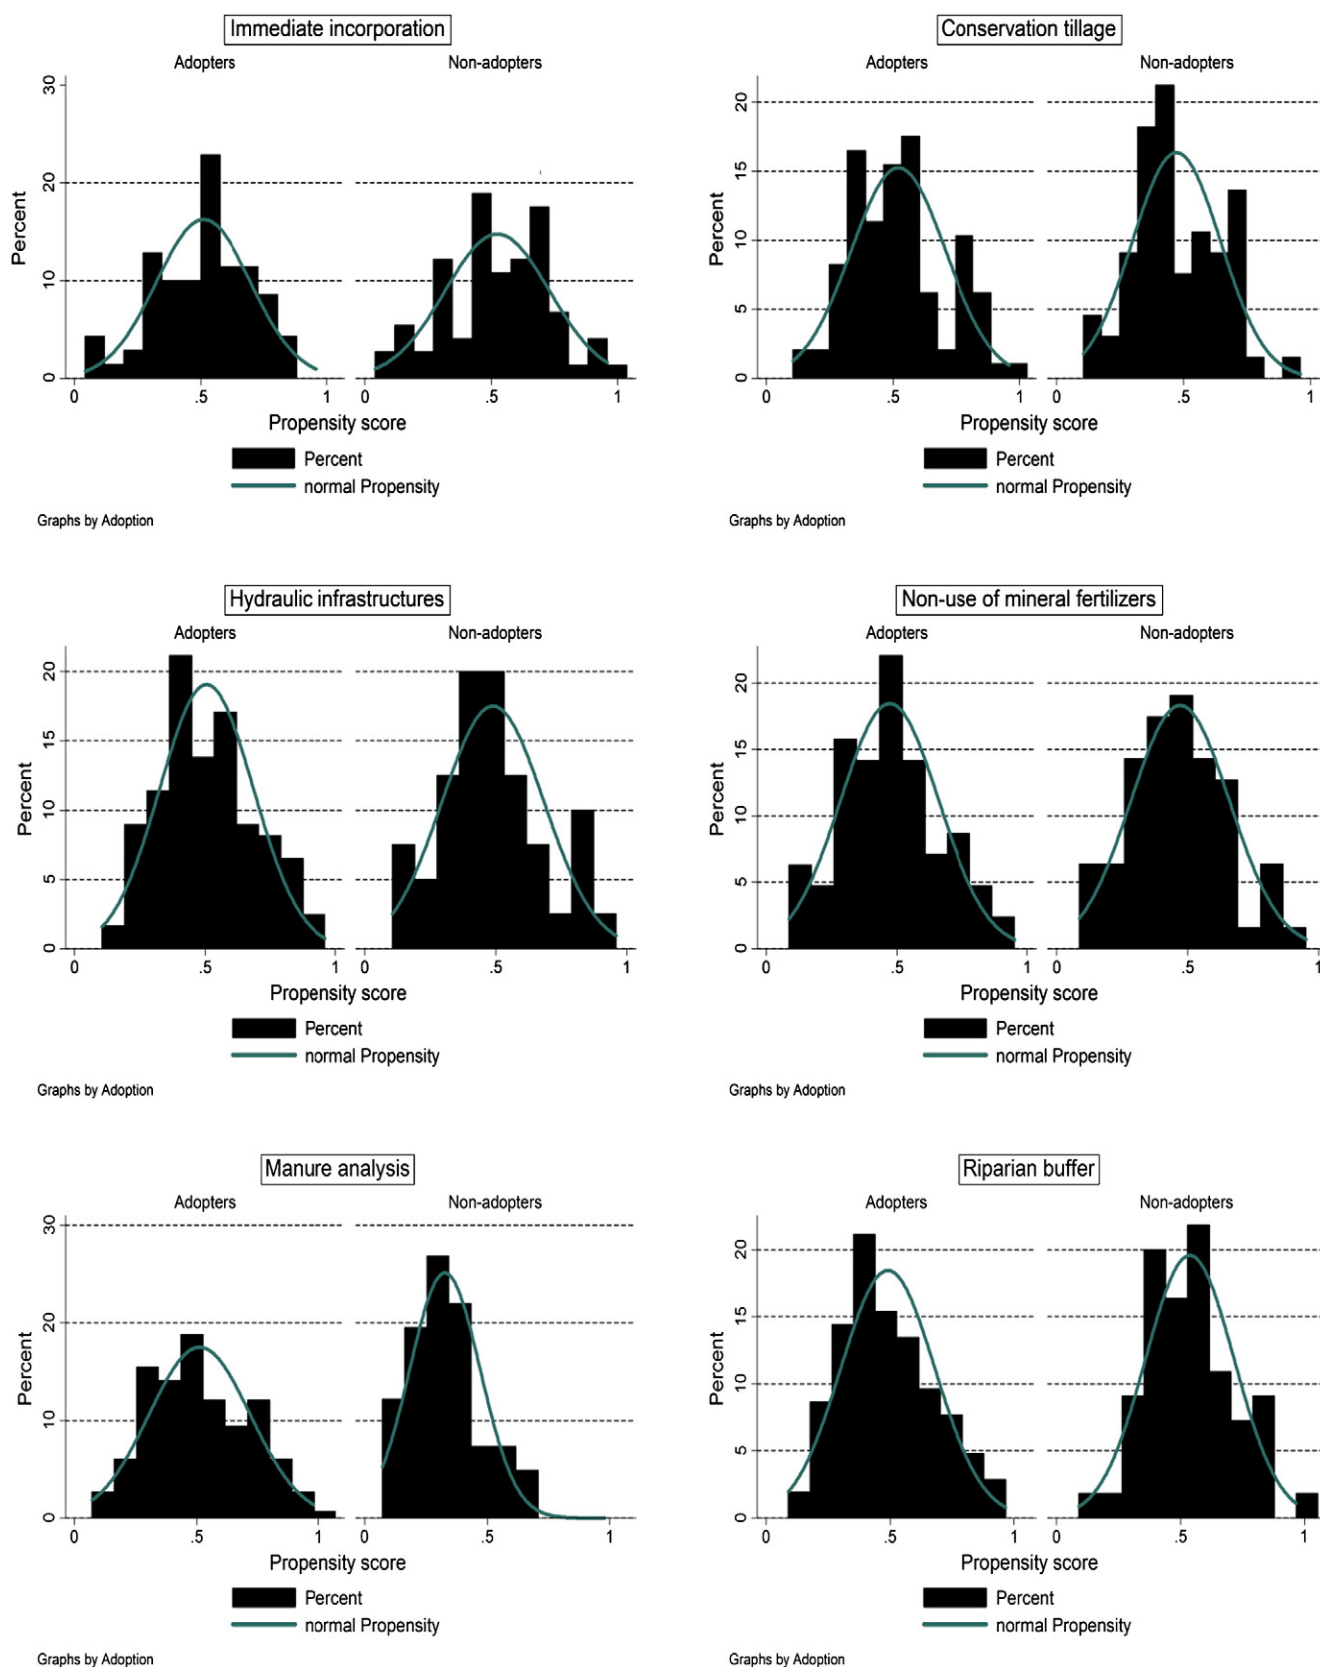 Immediate incorporation
Adopters
Non-adopters
Percent
0 10 20 30
0 .5 1
0 .5 1
Propensity score
Percent
normal Propensity
Graphs by Adoption
Conservation tillage
Adopters
Non-adopters
Percent
0 5 10 15 20
0 .5 1
0 .5 1
Propensity score
Percent
normal Propensity
Graphs by Adoption
Hydraulic infrastructures
Adopters
Non-adopters
Percent
0 5 10 15 20
0 .5 1
0 .5 1
Propensity score
Percent
normal Propensity
Graphs by Adoption
Non-use of mineral fertilizers
Adopters
Non-adopters
Percent
0 5 10 15 20
0 .5 1
0 .5 1
Propensity score
Percent
normal Propensity
Graphs by Adoption
Manure analysis
Adopters
Non-adopters
Percent
0 10 20 30
0 .5 1
0 .5 1
Propensity score
Percent
normal Propensity
Graphs by Adoption
Riparian buffer
Adopters
Non-adopters
Percent
0 5 10 15 20
0 .5 1
0 .5 1
Propensity score
Percent
normal Propensity
Graphs by Adoption